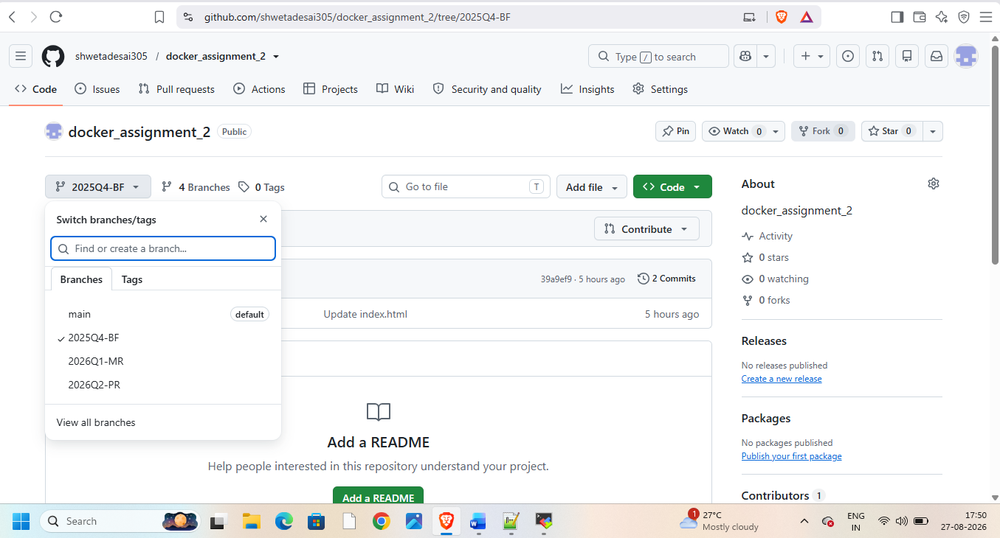 github.com/shwetadesai305/docker_assignment_2/tree/2025Q4-BF
shwetadesai305 / docker_assignment_2
Type / to search
Code
Issues
Pull requests
Actions
Projects
Wiki
Security and quality
Insights
Settings
docker_assignment_2 Public
Pin
Watch 0
Fork 0
Star 0
2025Q4-BF
4 Branches
0 Tags
Go to file T
Add file
Code
Switch branches/tags
Find or create a branch...
Branches
Tags
main default
2025Q4-BF
2026Q1-MR
2026Q2-PR
View all branches
Contribute
39a9ef9 · 5 hours ago
2 Commits
Update index.html
5 hours ago
Add a README
Help people interested in this repository understand your project.
Add a README
About
docker_assignment_2
Activity
0 stars
0 watching
0 forks
Releases
No releases published
Create a new release
Packages
No packages published
Publish your first package
Contributors 1
Search
1
27°C
Mostly cloudy
ENG
IN
17:50
27-08-2026